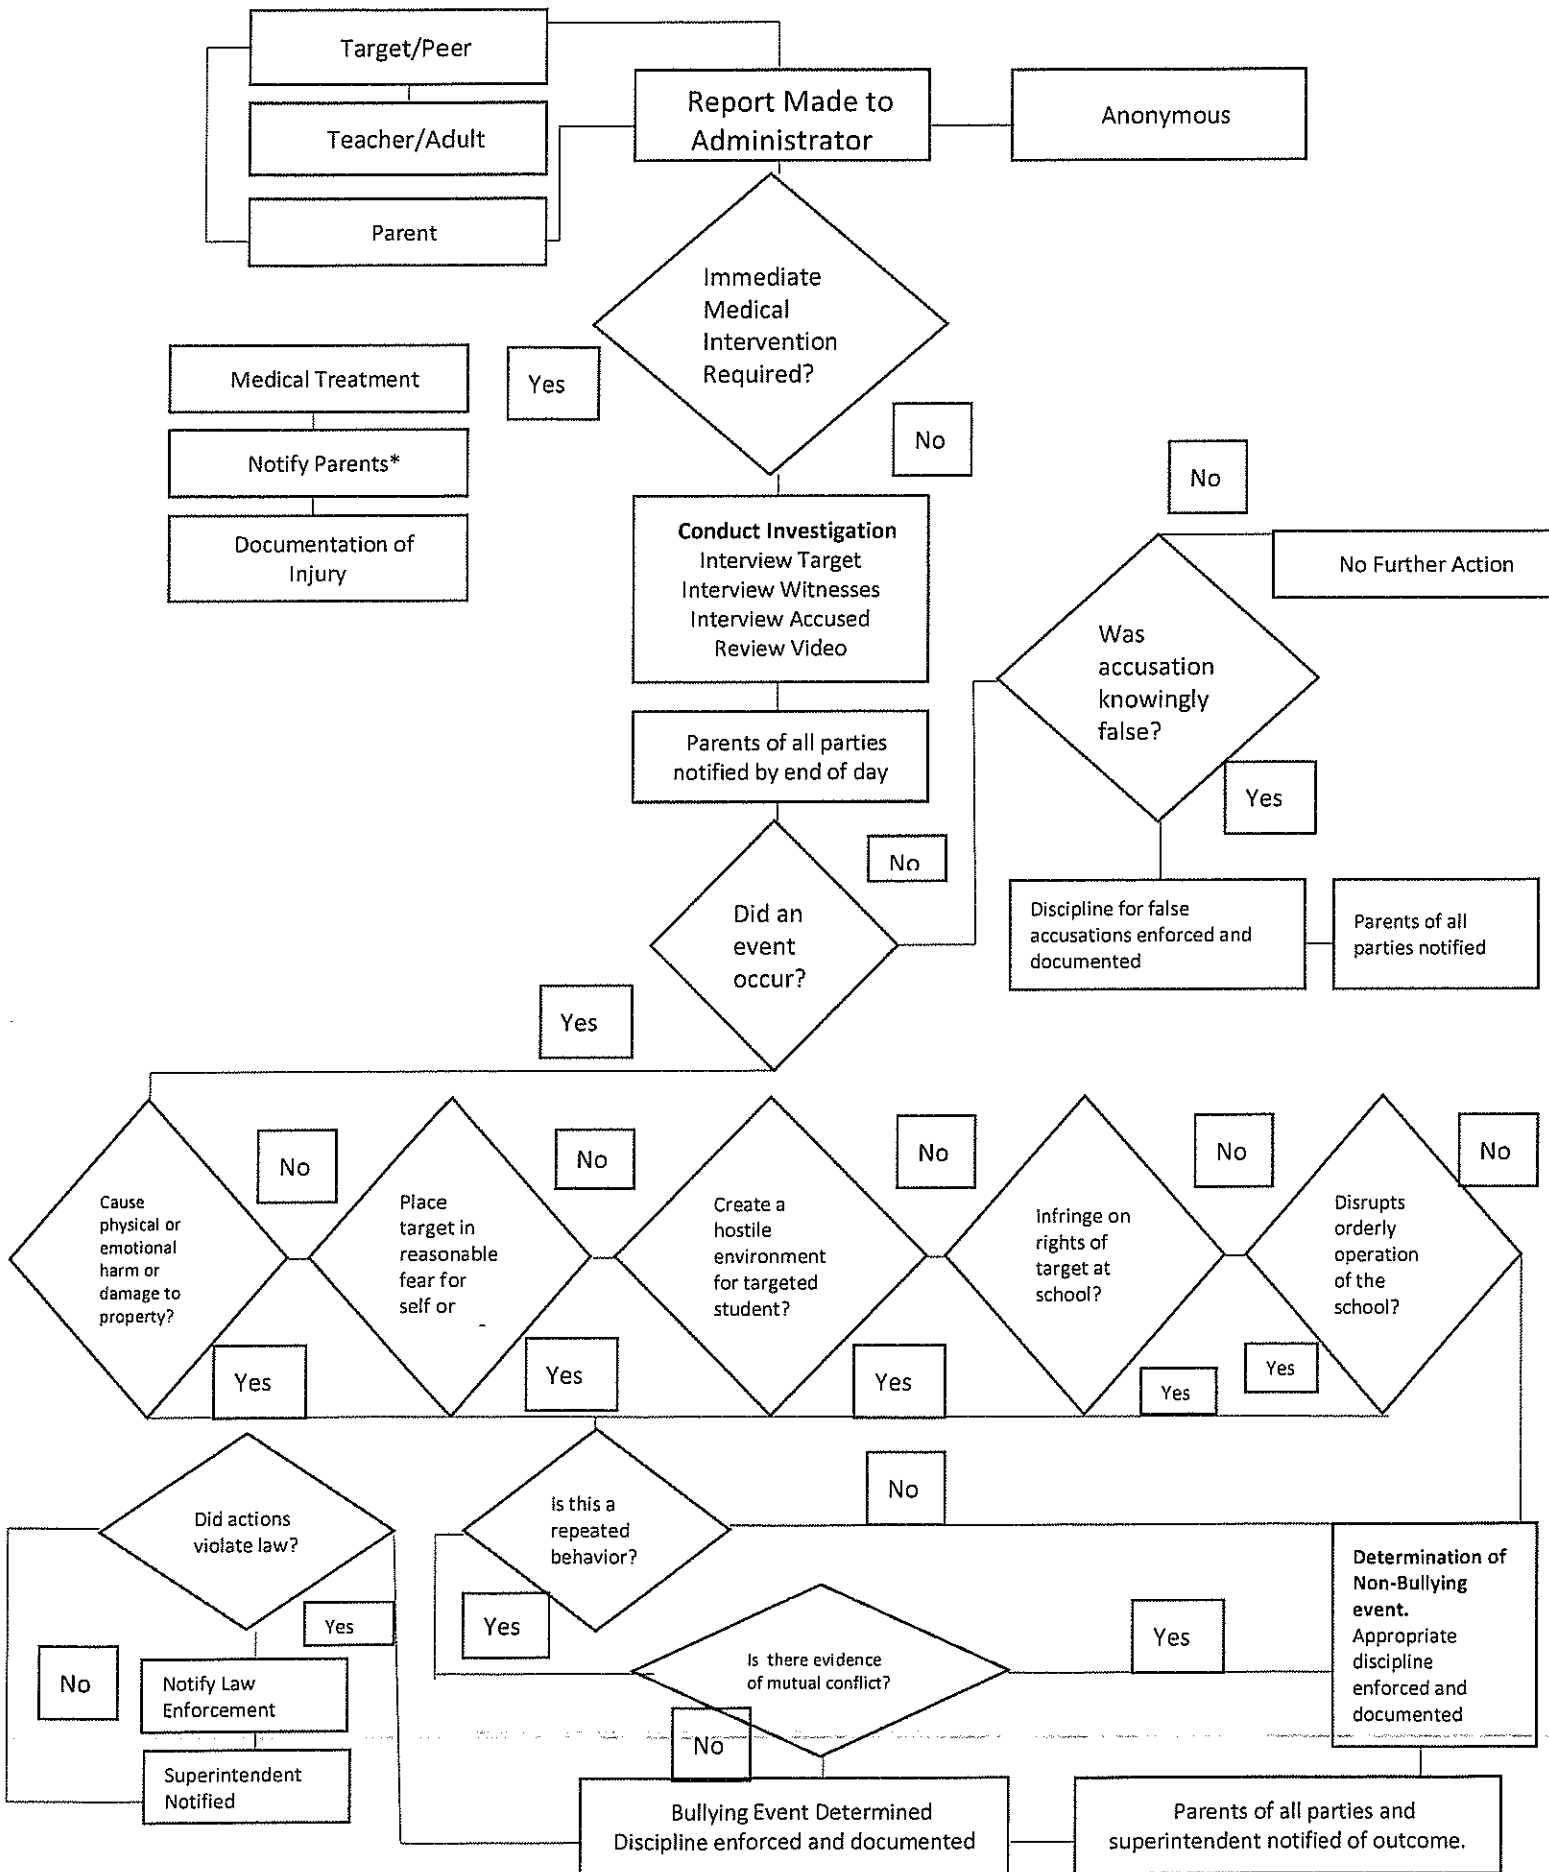 Target/Peer
Report Made to
Administrator
Anonymous
Teacher/Adult
Parent
Immediate
Medical
Intervention
Required?
Yes
No
Medical Treatment
Notify Parents*
Documentation of
Injury
Conduct Investigation
Interview Target
Interview Witnesses
Interview Accused
Review Video
No
No Further Action
Was
accusation
knowingly
false?
Yes
Parents of all parties
notified by end of day
No
Did an
event
occur?
Yes
Discipline for false
accusations enforced and
documented
Parents of all
parties notified
Cause
physical or
emotional
harm or
damage to
property?
No
Yes
Place
target in
reasonable
fear for
self or
No
Yes
Create a
hostile
environment
for targeted
student?
No
Yes
Infringe on
rights of
target at
school?
No
Yes
Disrupts
orderly
operation
of the
school?
No
Yes
Did actions
violate law?
Yes
No
Notify Law
Enforcement
Superintendent
Notified
Is this a
repeated
behavior?
No
Yes
Is there evidence
of mutual conflict?
Yes
No
Determination of
Non-Bullying
event.
Appropriate
discipline
enforced and
documented
Bullying Event Determined
Discipline enforced and documented
Parents of all parties and
superintendent notified of outcome.